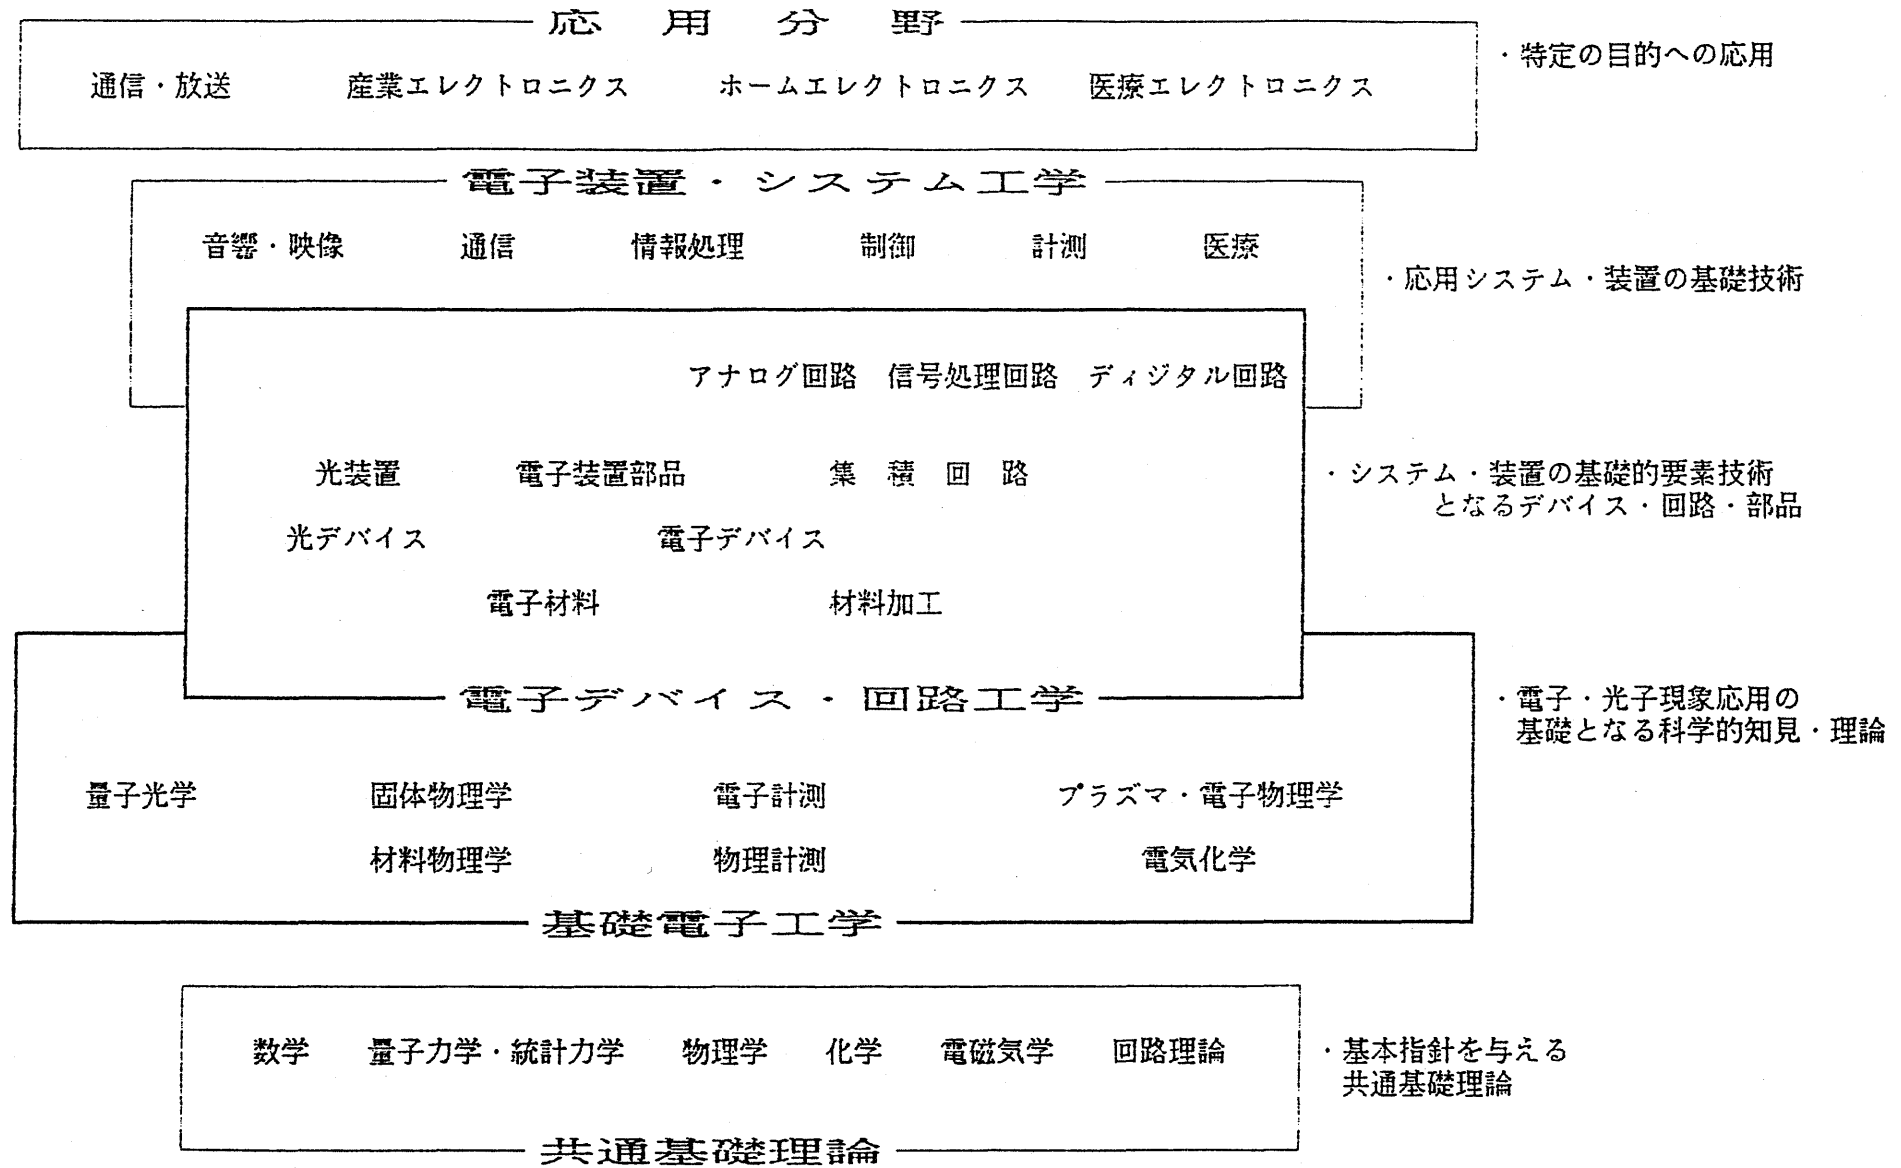 応用分野
・特定の目的への応用
通信・放送 産業エレクトロニクス ホームエレクトロニクス 医療エレクトロニクス
電子装置・システム工学
音響・映像 通信 情報処理 制御 計測 医療
・応用システム・装置の基礎技術
アナログ回路 信号処理回路 ディジタル回路
光装置 電子装置部品 集積回路
・システム・装置の基礎的要素技術
となるデバイス・回路・部品
光デバイス 電子デバイス
電子材料 材料加工
電子デバイス・回路工学
・電子・光子現象応用の
基礎となる科学的知見・理論
量子光学 固体物理学 電子計測 プラズマ・電子物理学
材料物理学 物理計測 電気化学
基礎電子工学
数学 量子力学・統計力学 物理学 化学 電磁気学 回路理論
・基本指針を与える
共通基礎理論
共通基礎理論